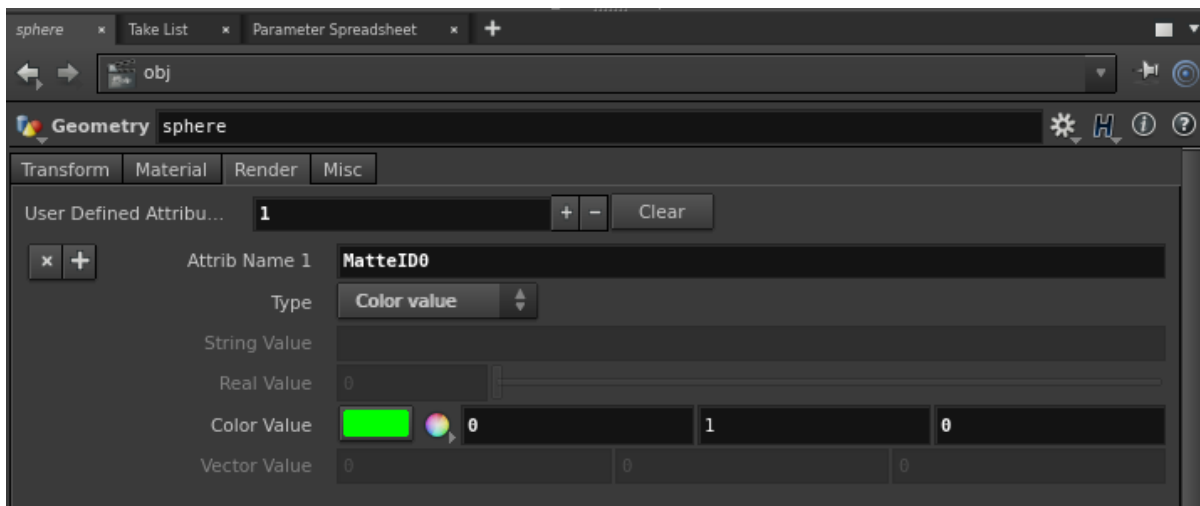 sphere × Take List × Parameter Spreadsheet × +
obj
Geometry sphere
Transform Material Render Misc
User Defined Attribu... 1 + - Clear
× + Attrib Name 1 MatteID0
Type Color value
String Value
Real Value 0
Color Value 0 1 0
Vector Value 0 0 0